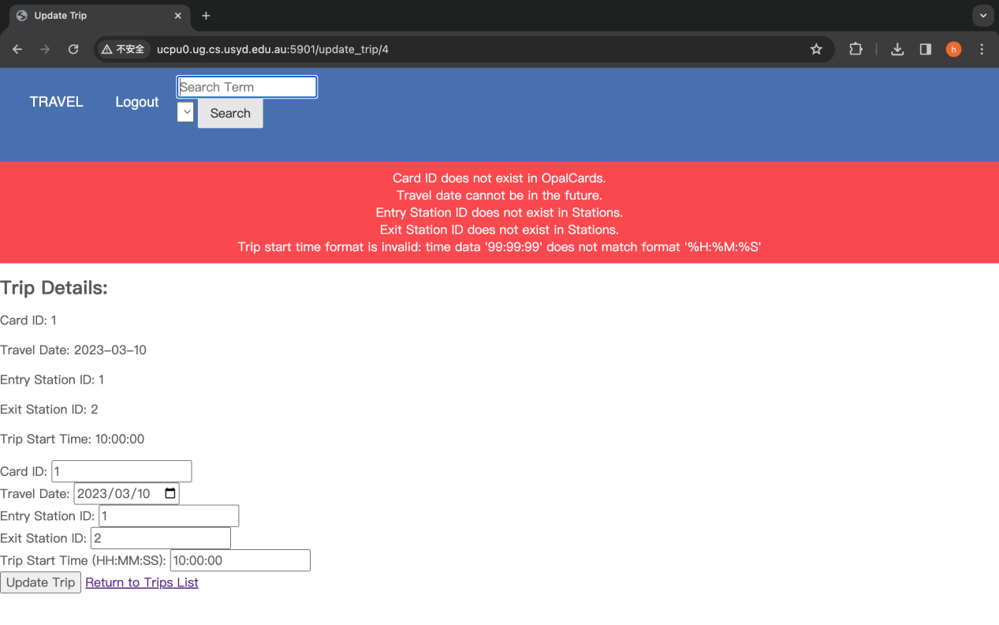 Update Trip
不安全 ucpu0.ug.cs.usyd.edu.au:5901/update_trip/4
h
TRAVEL Logout
Search Term
Search
Card ID does not exist in OpalCards.
Travel date cannot be in the future.
Entry Station ID does not exist in Stations.
Exit Station ID does not exist in Stations.
Trip start time format is invalid: time data '99:99:99' does not match format '%H:%M:%S'
Trip Details:
Card ID: 1
Travel Date: 2023-03-10
Entry Station ID: 1
Exit Station ID: 2
Trip Start Time: 10:00:00
Card ID: 1
Travel Date: 2023/03/10
Entry Station ID: 1
Exit Station ID: 2
Trip Start Time (HH:MM:SS): 10:00:00
Update Trip Return to Trips List